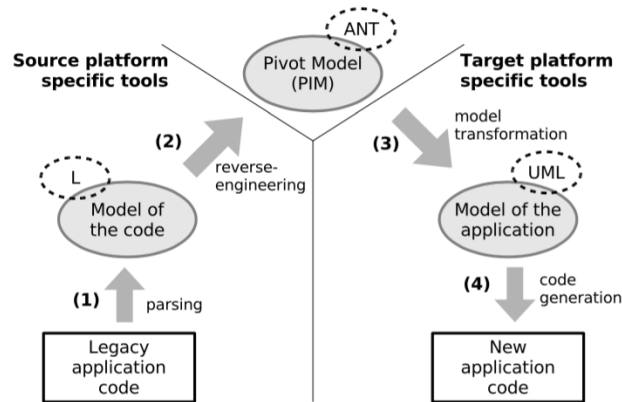 Source platform
specific tools
ANT
Pivot Model
(PIM)
Target platform
specific tools
(2)
reverse-
engineering
(3)
model
transformation
L
Model of
the code
UML
Model of the
application
(1)
parsing
(4)
code
generation
Legacy
application
code
New
application
code